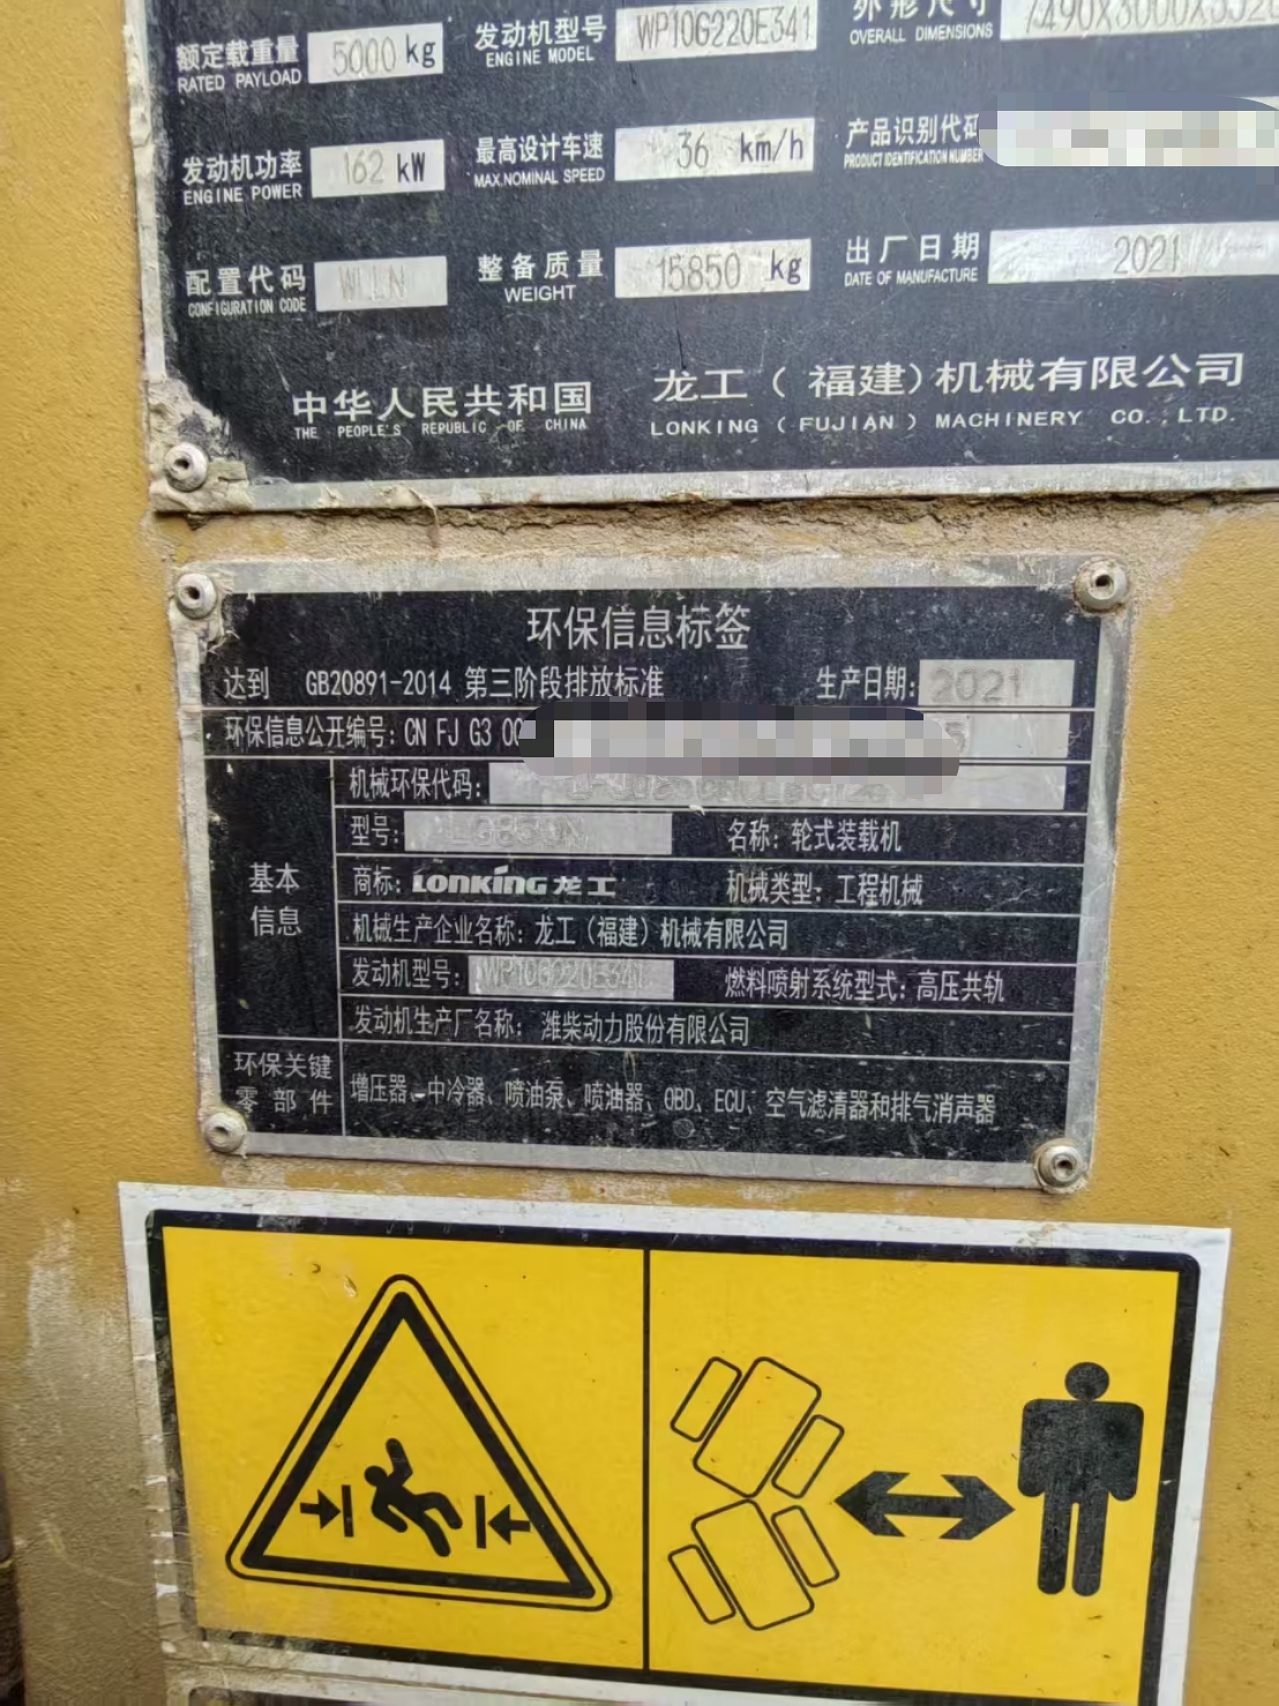 额定载重量 5000 kg 发动机型号 WP10G220E341 外形尺寸
RATED PAYLOAD ENGINE MODEL OVERALL DIMENSIONS
发动机功率 162 kW 最高设计车速 36 km/h 产品识别代码
ENGINE POWER MAX.NOMINAL SPEED PRODUCT IDENTIFICATION NUMBER
配置代码 整备质量 15850 kg 出厂日期 2021
CONFIGURATION CODE WEIGHT DATE OF MANUFACTURE
中华人民共和国 龙工（福建）机械有限公司
THE PEOPLE'S REPUBLIC OF CHINA LONKING ( FUJIAN ) MACHINERY CO.,LTD.
环保信息标签
达到 GB20891-2014 第三阶段排放标准 生产日期: 2021
环保信息公开编号: CN FJ G3
机械环保代码:
型号: 名称: 轮式装载机
基本信息 商标: LONKING 龙工 机械类型: 工程机械
机械生产企业名称: 龙工（福建）机械有限公司
发动机型号: WP10G220E341 燃料喷射系统型式: 高压共轨
发动机生产厂名称: 潍柴动力股份有限公司
环保关键零部件 增压器、中冷器、喷油泵、喷油器、OBD、ECU、空气滤清器和排气消声器